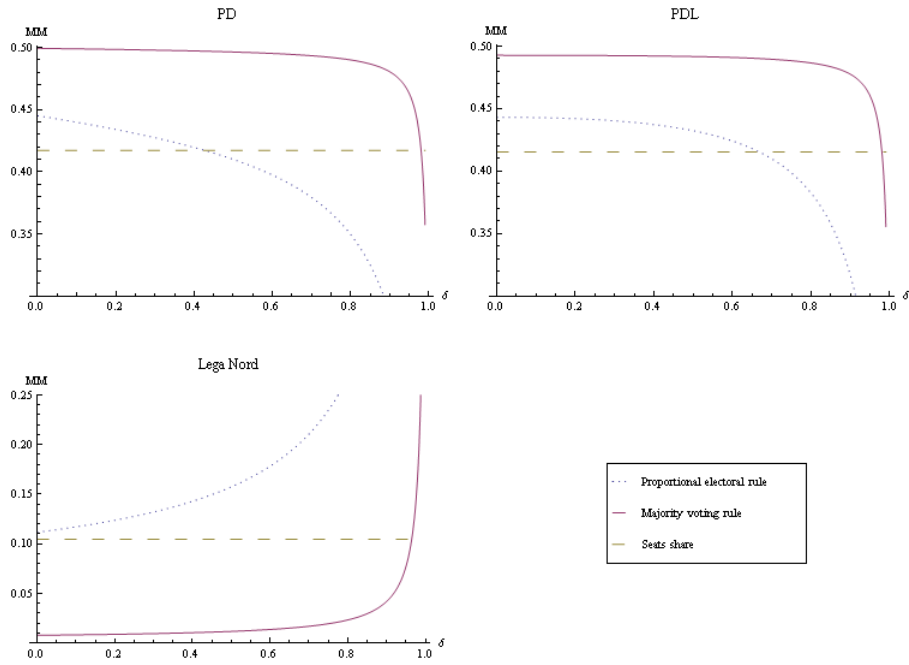 PD
MM
0.50
0.45
0.40
0.35
0.0 0.2 0.4 0.6 0.8 1.0 δ
PDL
MM
0.50
0.45
0.40
0.35
0.0 0.2 0.4 0.6 0.8 1.0 δ
Lega Nord
MM
0.25
0.20
0.15
0.10
0.05
0.0 0.2 0.4 0.6 0.8 1.0 δ
Proportional electoral rule
Majority voting rule
Seats share